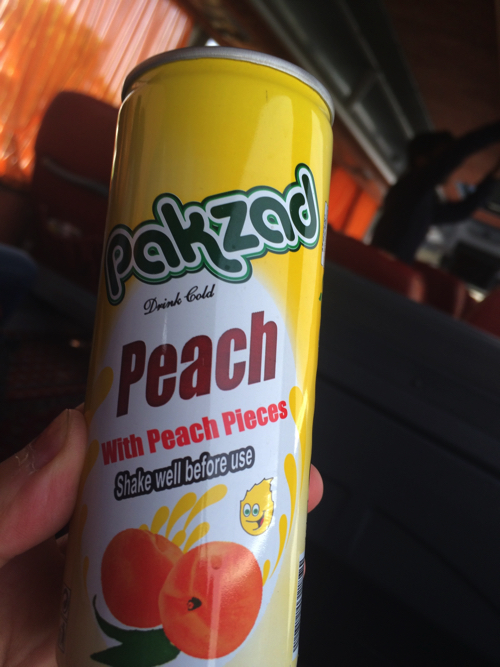 pakzad
Drink Cold
Peach
With Peach Pieces
Shake well before use